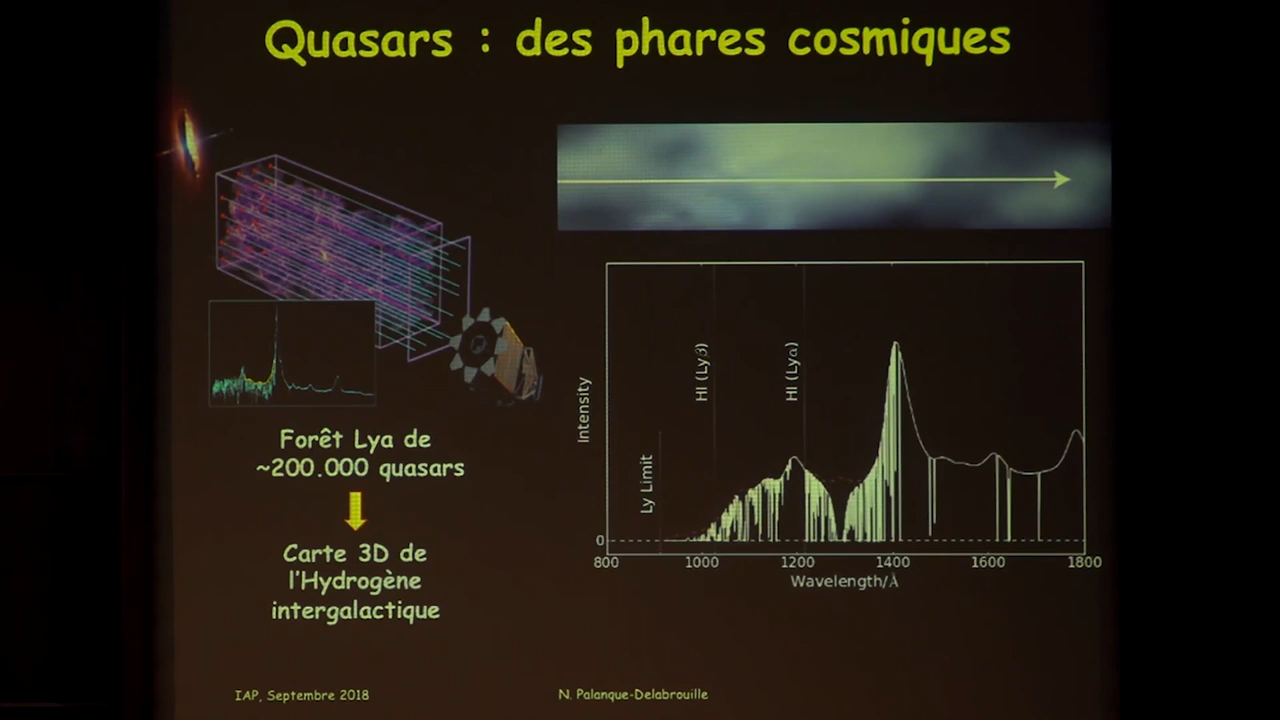 Quasars : des phares cosmiques
Forêt Lya de
~200.000 quasars
Carte 3D de
l'Hydrogène
intergalactique
Intensity
Ly Limit
HI (Lyβ)
HI (Lyα)
0
800 1000 1200 1400 1600 1800
Wavelength/Å
IAP, Septembre 2018
N. Palanque-Delabrouille